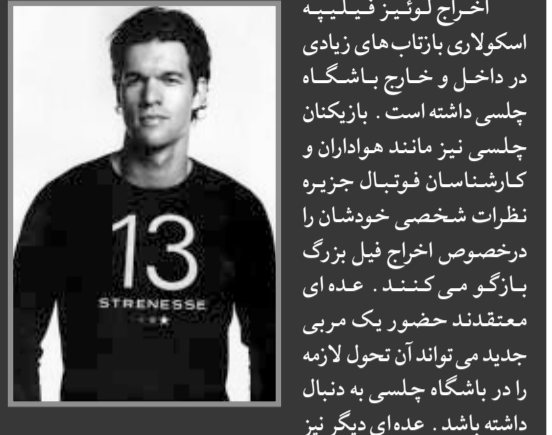 اخراج لوئیز فیلیپه
اسکولاری بازتاب‌های زیادی
در داخل و خارج باشگاه
چلسی داشته است . بازیکنان
چلسی نیز مانند هواداران و
کارشناسان فوتبال جزیره
نظرات شخصی خودشان را
درخصوص اخراج فیل بزرگ
بازگو می‌کنند . عده‌ای
معتقدند حضور یک مربی
جدید می‌تواند آن تحول لازمه
را در باشگاه چلسی به دنبال
داشته باشد . عده‌ای دیگر نیز
13
STRENESSE